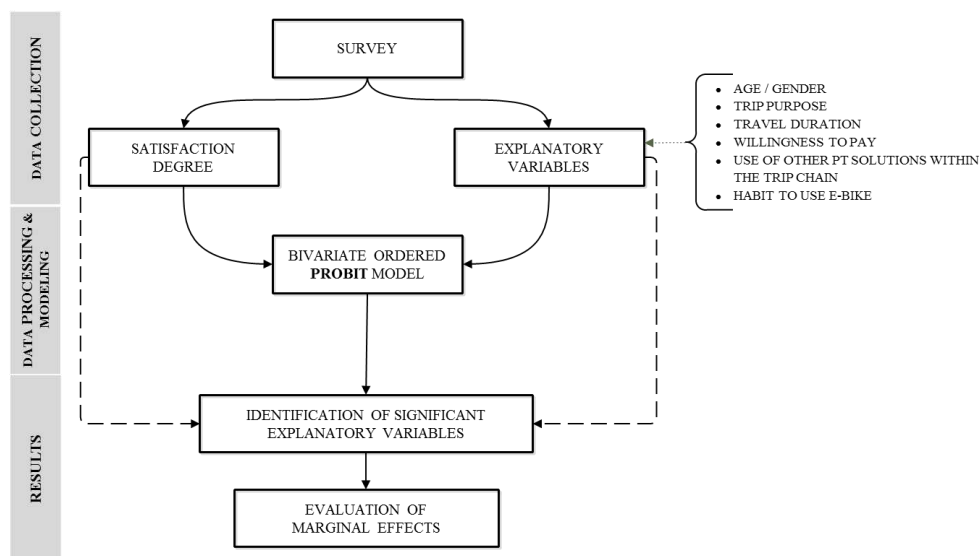 DATA COLLECTION
SURVEY
SATISFACTION
DEGREE
EXPLANATORY
VARIABLES
• AGE / GENDER
• TRIP PURPOSE
• TRAVEL DURATION
• WILLINGNESS TO PAY
• USE OF OTHER PT SOLUTIONS WITHIN
THE TRIP CHAIN
• HABIT TO USE E-BIKE
DATA PROCESSING &
MODELING
BIVARIATE ORDERED
PROBIT MODEL
RESULTS
IDENTIFICATION OF SIGNIFICANT
EXPLANATORY VARIABLES
EVALUATION OF
MARGINAL EFFECTS